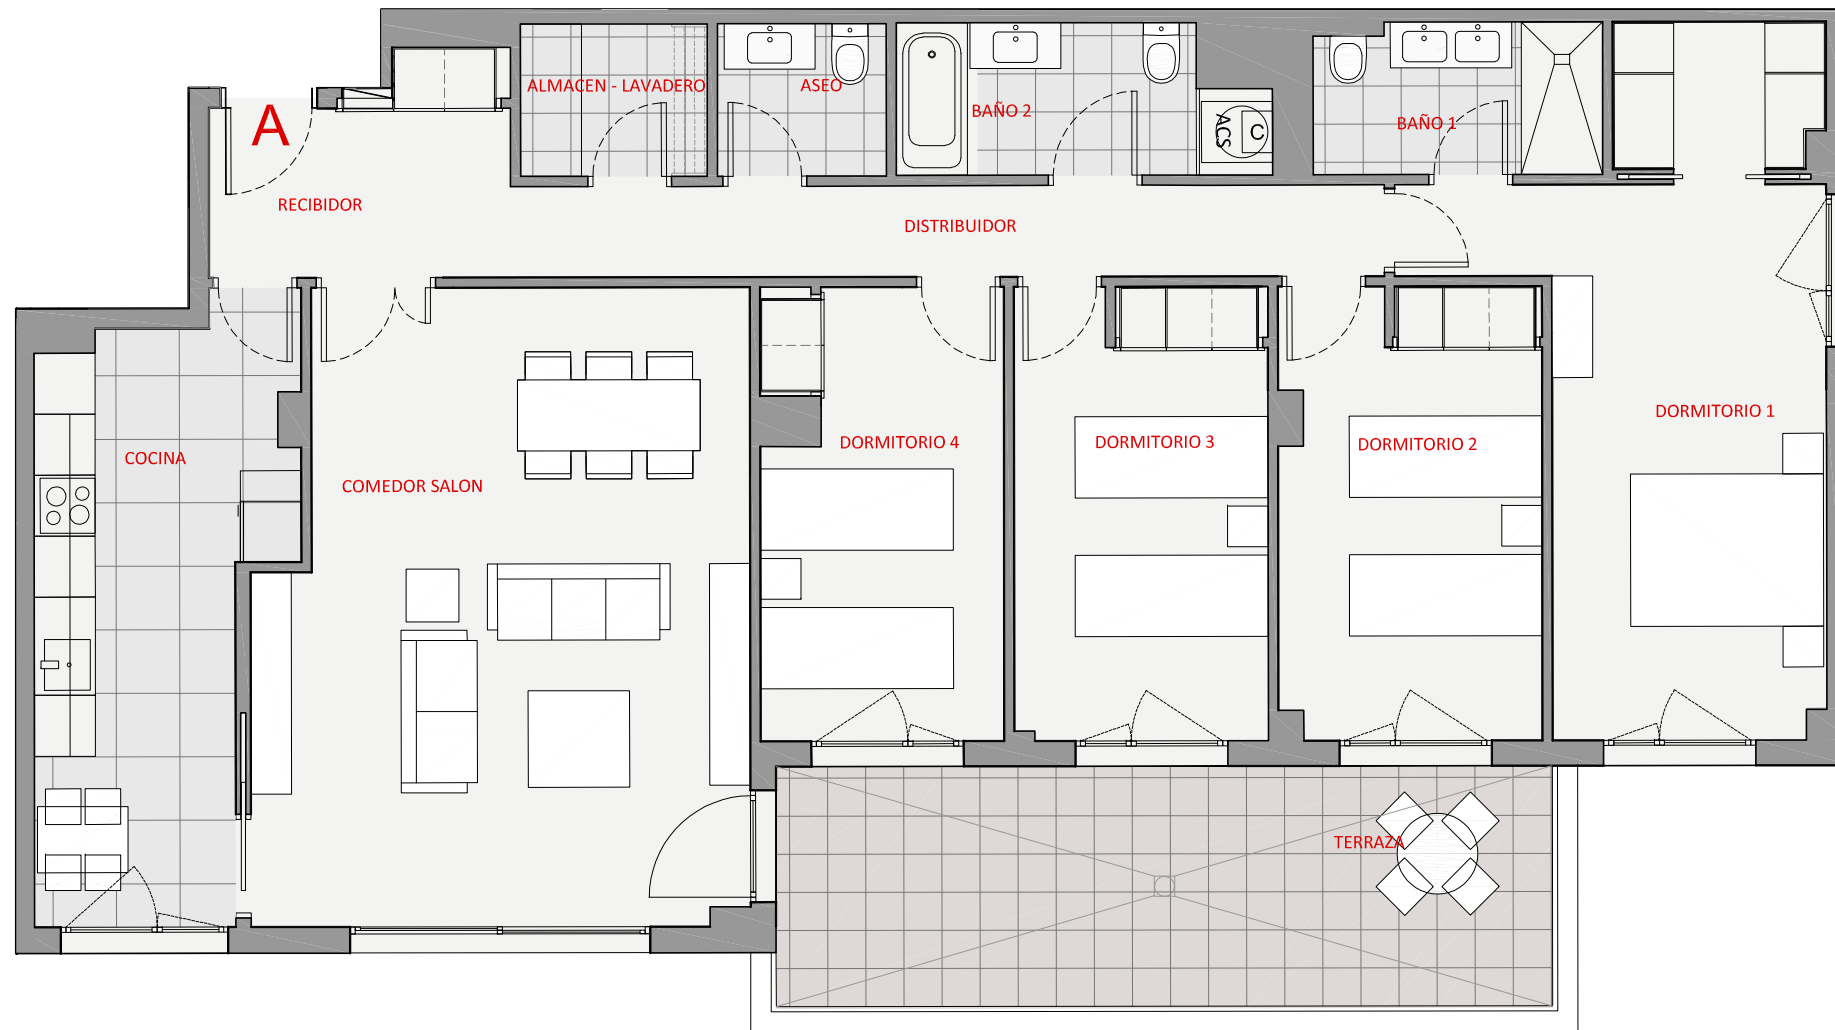 ALMACEN - LAVADERO
ASEO
BAÑO 2
BAÑO 1
A
ACS
C
RECIBIDOR
DISTRIBUIDOR
DORMITORIO 1
DORMITORIO 4
DORMITORIO 3
DORMITORIO 2
COCINA
COMEDOR SALON
TERRAZA